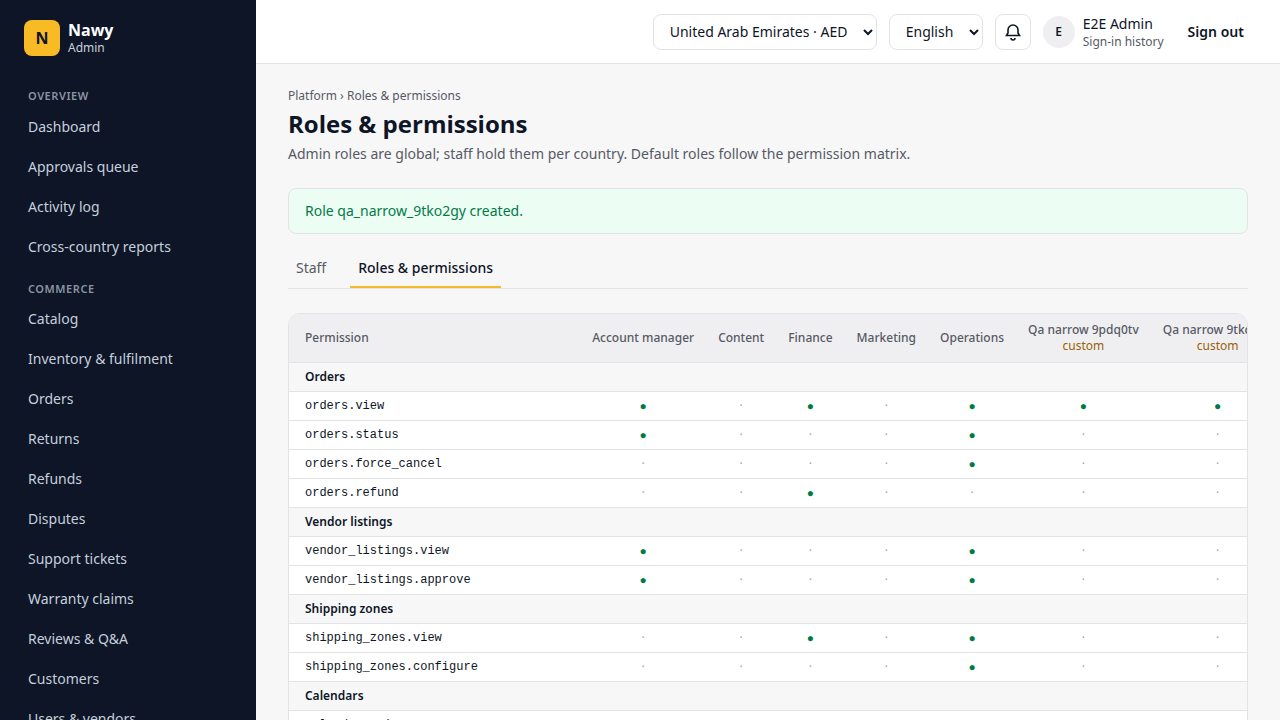 N
Nawy
Admin
OVERVIEW
Dashboard
Approvals queue
Activity log
Cross-country reports
COMMERCE
Catalog
Inventory & fulfilment
Orders
Returns
Refunds
Disputes
Support tickets
Warranty claims
Reviews & Q&A
Customers
Users & vendors
United Arab Emirates · AED
English
E
E2E Admin
Sign-in history
Sign out
Platform › Roles & permissions
Roles & permissions
Admin roles are global; staff hold them per country. Default roles follow the permission matrix.
Role qa_narrow_9tko2gy created.
Staff Roles & permissions
Permission Account manager Content Finance Marketing Operations Qa narrow 9pdq0tv custom Qa narrow custom
Orders
orders.view ● · ● · ● ● ●
orders.status ● · · · ● · ·
orders.force_cancel · · · · ● · ·
orders.refund · · ● · · · ·
Vendor listings
vendor_listings.view ● · · · ● · ·
vendor_listings.approve ● · · · ● · ·
Shipping zones
shipping_zones.view · · ● · ● · ·
shipping_zones.configure · · · · ● · ·
Calendars